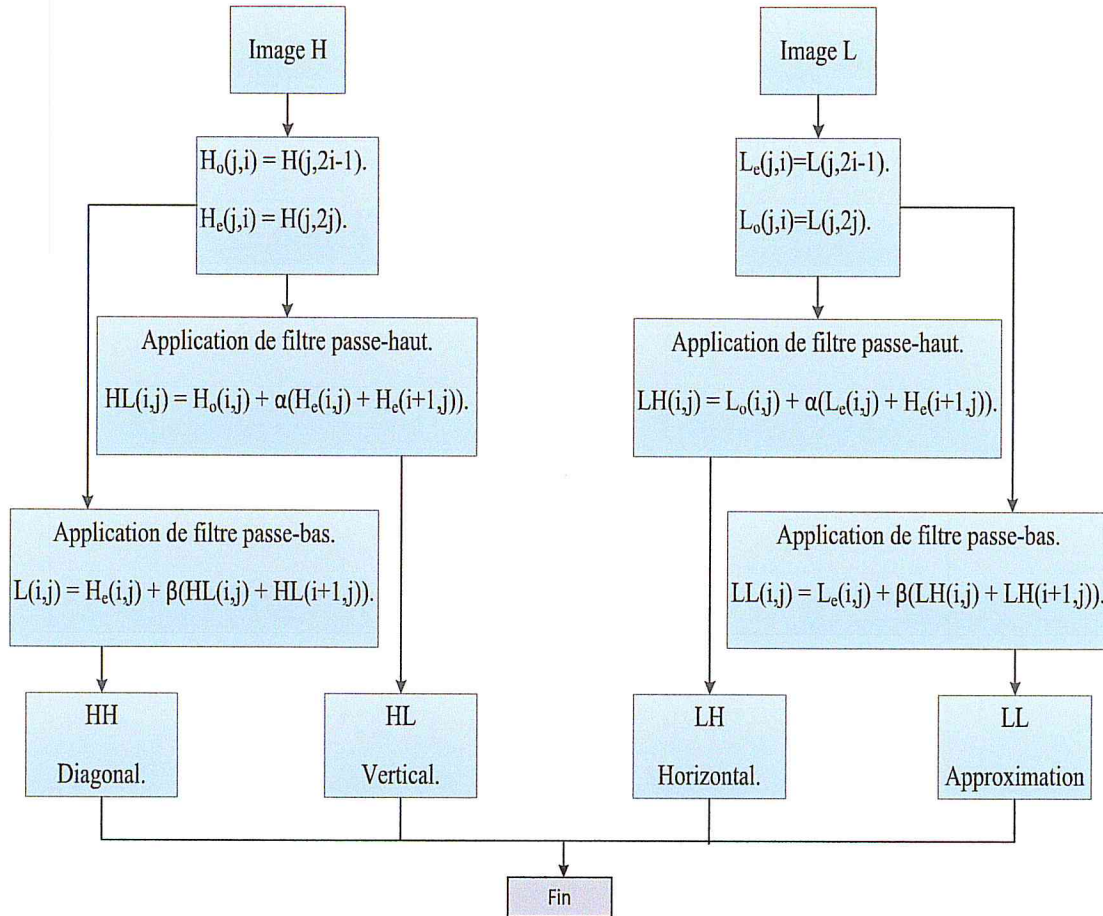 Image H
Image L
Hₒ(j,i) = H(j,2i-1).
Hₑ(j,i) = H(j,2j).
Lₑ(j,i)=L(j,2i-1).
Lₒ(j,i)=L(j,2j).
Application de filtre passe-haut.
HL(i,j) = Hₒ(i,j) + α(Hₑ(i,j) + Hₑ(i+1,j)).
Application de filtre passe-haut.
LH(i,j) = Lₒ(i,j) + α(Lₑ(i,j) + Hₑ(i+1,j)).
Application de filtre passe-bas.
L(i,j) = Hₑ(i,j) + β(HL(i,j) + HL(i+1,j)).
Application de filtre passe-bas.
LL(i,j) = Lₑ(i,j) + β(LH(i,j) + LH(i+1,j)).
HH
Diagonal.
HL
Vertical.
LH
Horizontal.
LL
Approximation
Fin